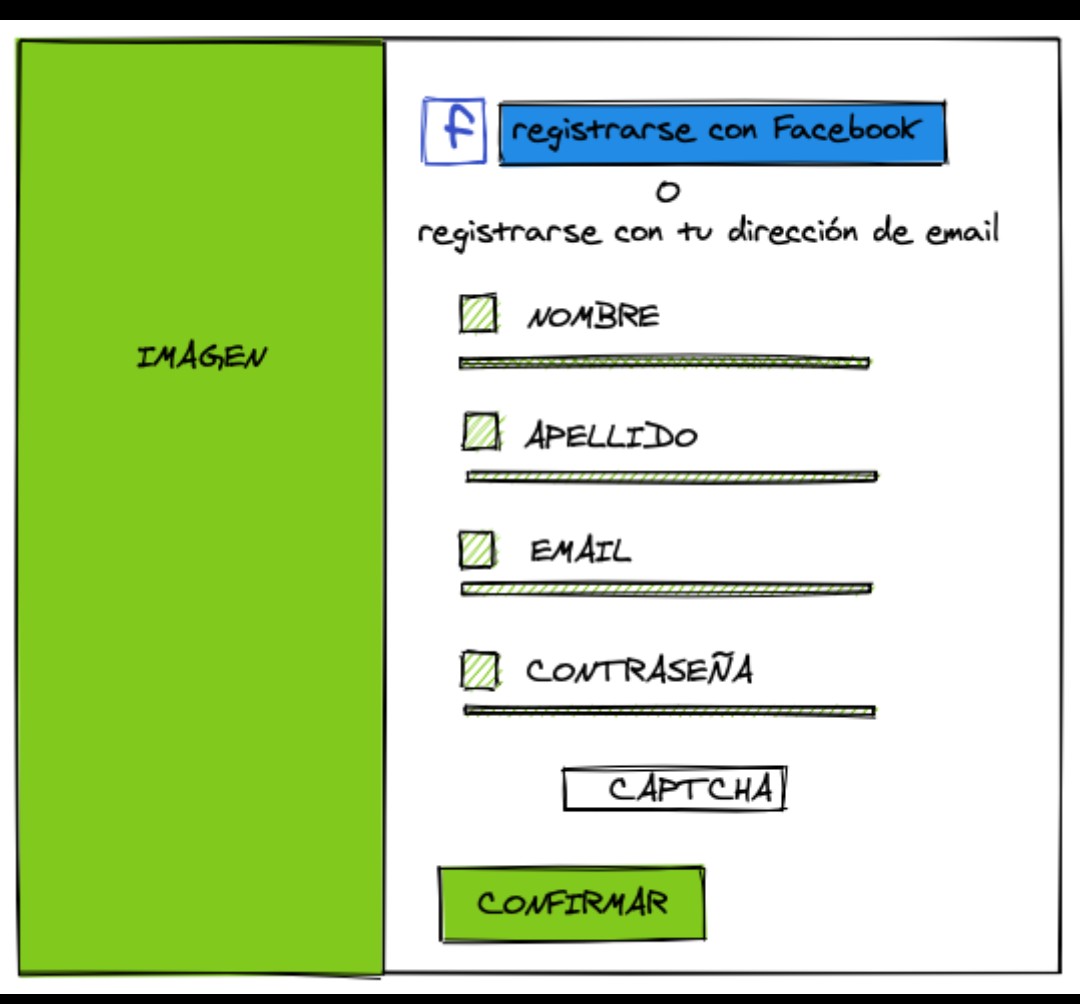 f registrarse con Facebook
O
registrarse con tu dirección de email
NOMBRE
IMAGEN
APELLIDO
EMAIL
CONTRASEÑA
CAPTCHA
CONFIRMAR